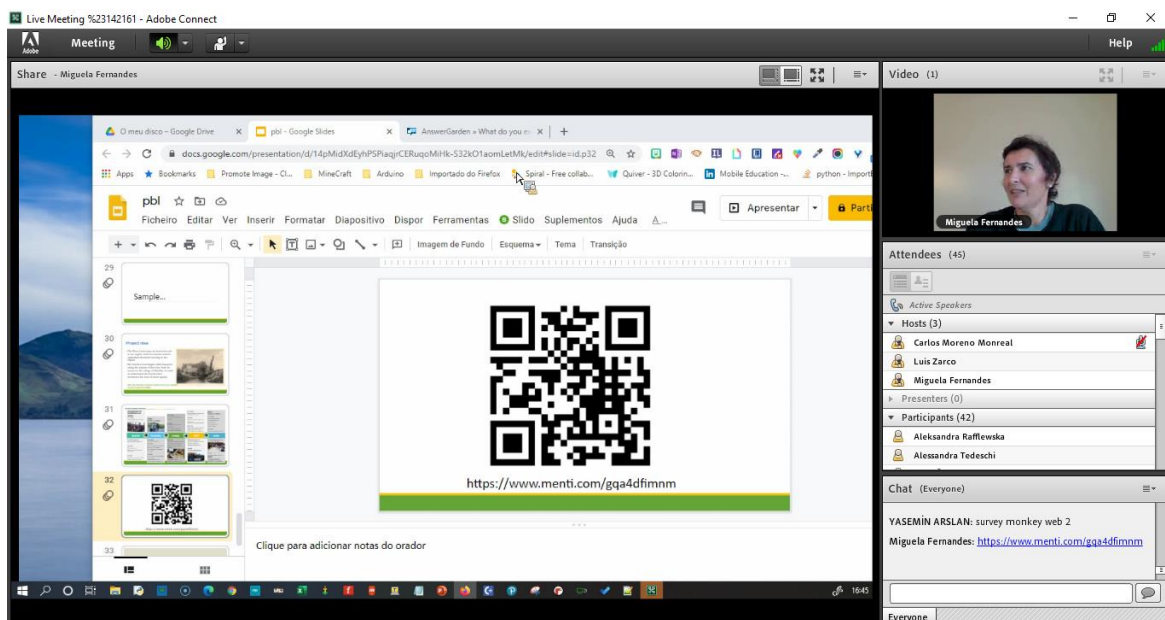 Live Meeting %23142161 - Adobe Connect
Adobe
Meeting
Help
Share - Miguela Fernandes
O meu disco – Google Drive
pbl - Google Slides
AnswerGarden » What do you
docs.google.com/presentation/d/14pMidXdEyhPSPiaqjrCERuqoMiHk-S32kO1aomLetMk/edit#slide=id.p32
Apps
Bookmarks
Promote Image - Cl...
MineCraft
Arduino
Importado do Firefox
Spiral - Free collab...
Quiver - 3D Colorin...
Mobile Education -...
python - Importi
pbl
Ficheiro Editar Ver Inserir Formatar Diapositivo Dispor Ferramentas Slido Suplementos Ajuda A...
Apresentar
Parti
Imagem de Fundo Esquema Tema Transição
29
Sample...
30
Project Idea
31
32
33
https://www.menti.com/gqa4dfimnm
Clique para adicionar notas do orador
16:45
Video (1)
Miguela Fernandes
Attendees (45)
Active Speakers
Hosts (3)
Carlos Moreno Monreal
Luis Zarco
Miguela Fernandes
Presenters (0)
Participants (42)
Aleksandra Rafflewska
Alessandra Tedeschi
Chat (Everyone)
YASEMİN ARSLAN: survey monkey web 2
Miguela Fernandes: https://www.menti.com/gqa4dfimnm
Everyone